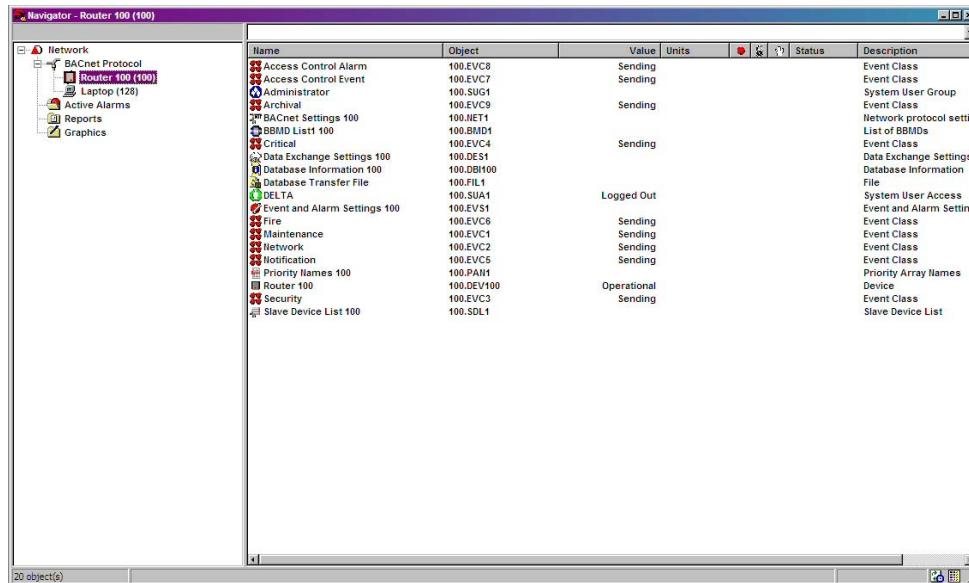 Navigator - Router 100 (100)
Network
BACnet Protocol
Router 100 (100)
Laptop (128)
Active Alarms
Reports
Graphics
Name Object Value Units Status Description
Access Control Alarm 100.EVC8 Sending Event Class
Access Control Event 100.EVC7 Sending Event Class
Administrator 100.SUG1 System User Group
Archival 100.EVC9 Sending Event Class
BACnet Settings 100 100.NET1 Network protocol setti
BBMD List1 100 100.BMD1 List of BBMDs
Critical 100.EVC4 Sending Event Class
Data Exchange Settings 100 100.DES1 Data Exchange Settings
Database Information 100 100.DBI100 Database Information
Database Transfer File 100.FIL1 File
DELTA 100.SUA1 Logged Out System User Access
Event and Alarm Settings 100 100.EVS1 Event and Alarm Settin
Fire 100.EVC6 Sending Event Class
Maintenance 100.EVC1 Sending Event Class
Network 100.EVC2 Sending Event Class
Notification 100.EVC5 Sending Event Class
Priority Names 100 100.PAN1 Priority Array Names
Router 100 100.DEV100 Operational Device
Security 100.EVC3 Sending Event Class
Slave Device List 100 100.SDL1 Slave Device List
20 object(s)